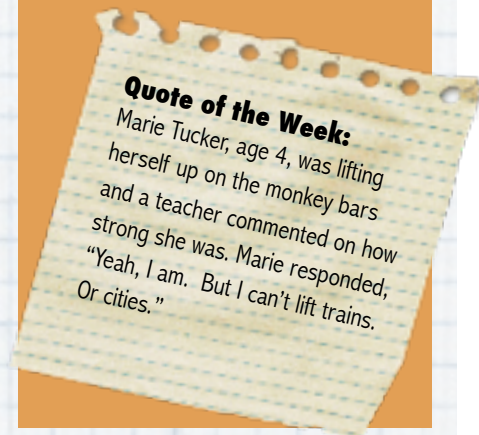 Quote of the Week:
Marie Tucker, age 4, was lifting
herself up on the monkey bars
and a teacher commented on how
strong she was. Marie responded,
“Yeah, I am.  But I can’t lift trains.
Or cities.”